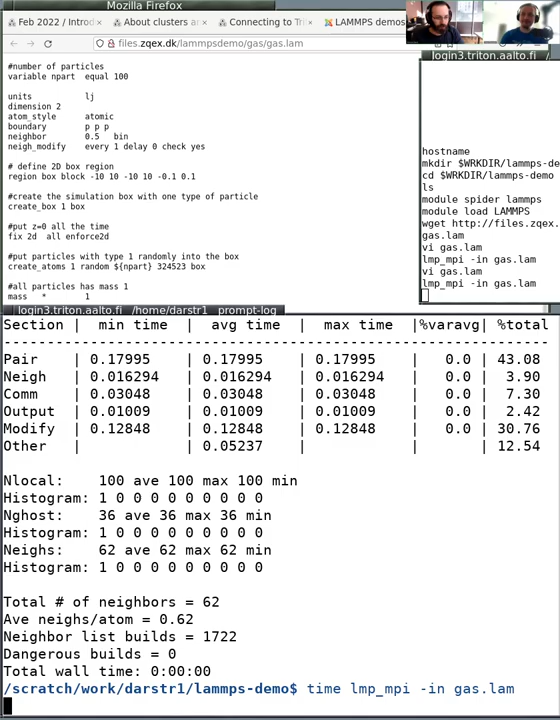 Mozilla Firefox
Feb 2022 / Introd
About clusters a
Connecting to Tri
LAMMPS demos
files.zqex.dk/lammpsdemo/gas/gas.lam
#number of particles
variable npart equal 100
units lj
dimension 2
atom_style atomic
boundary p p p
neighbor 0.5 bin
neigh_modify every 1 delay 0 check yes
# define 2D box region
region box block -10 10 -10 10 -0.1 0.1
#create the simulation box with one type of particle
create_box 1 box
#put z=0 all the time
fix 2d all enforce2d
#put particles with type 1 randomly into the box
create_atoms 1 random ${npart} 324523 box
#all particles has mass 1
mass * 1
login3.triton.aalto.fi /
hostname
mkdir $WRKDIR/lammps-de
cd $WRKDIR/lammps-demo
ls
module spider lammps
module load LAMMPS
wget http://files.zqex.
gas.lam
vi gas.lam
lmp_mpi -in gas.lam
vi gas.lam
lmp_mpi -in gas.lam
login3.triton.aalto.fi /home/darstr1 prompt-log
Section | min time | avg time | max time |%varavg| %total
---------------------------------------------------------------
Pair | 0.17995 | 0.17995 | 0.17995 | 0.0 | 43.08
Neigh | 0.016294 | 0.016294 | 0.016294 | 0.0 | 3.90
Comm | 0.03048 | 0.03048 | 0.03048 | 0.0 | 7.30
Output | 0.01009 | 0.01009 | 0.01009 | 0.0 | 2.42
Modify | 0.12848 | 0.12848 | 0.12848 | 0.0 | 30.76
Other | | 0.05237 | | | 12.54
Nlocal: 100 ave 100 max 100 min
Histogram: 1 0 0 0 0 0 0 0 0 0
Nghost: 36 ave 36 max 36 min
Histogram: 1 0 0 0 0 0 0 0 0 0
Neighs: 62 ave 62 max 62 min
Histogram: 1 0 0 0 0 0 0 0 0 0
Total # of neighbors = 62
Ave neighs/atom = 0.62
Neighbor list builds = 1722
Dangerous builds = 0
Total wall time: 0:00:00
/scratch/work/darstr1/lammps-demo$ time lmp_mpi -in gas.lam